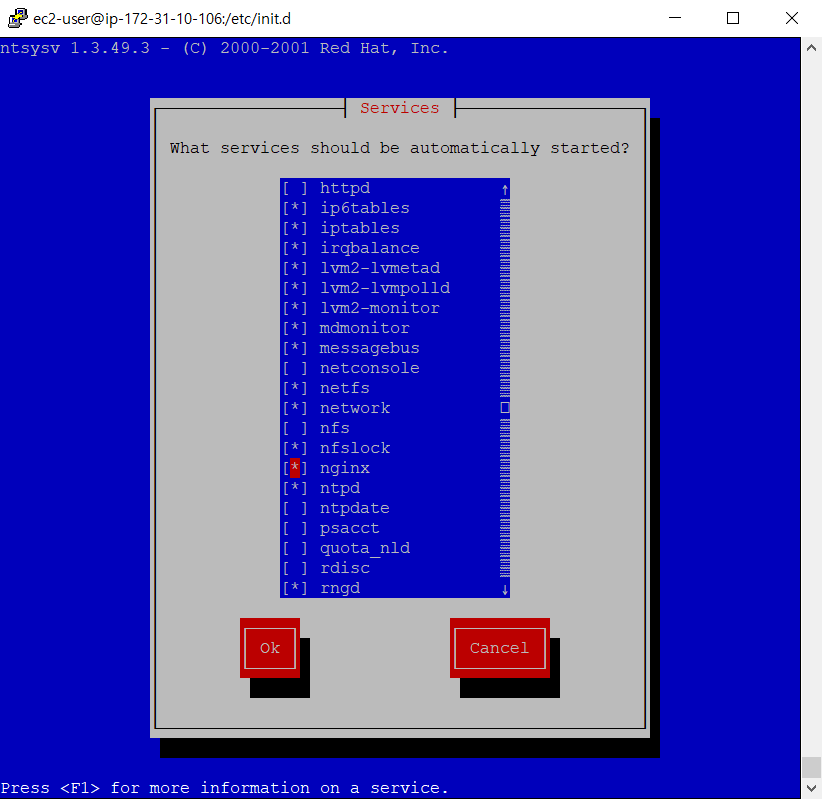 ec2-user@ip-172-31-10-106:/etc/init.d
ntsysv 1.3.49.3 - (C) 2000-2001 Red Hat, Inc.
Services
What services should be automatically started?
[ ] httpd
[*] ip6tables
[*] iptables
[*] irqbalance
[*] lvm2-lvmetad
[*] lvm2-lvmpolld
[*] lvm2-monitor
[*] mdmonitor
[*] messagebus
[ ] netconsole
[*] netfs
[*] network
[ ] nfs
[*] nfslock
[*] nginx
[*] ntpd
[ ] ntpdate
[ ] psacct
[ ] quota_nld
[ ] rdisc
[*] rngd
Ok
Cancel
Press <F1> for more information on a service.